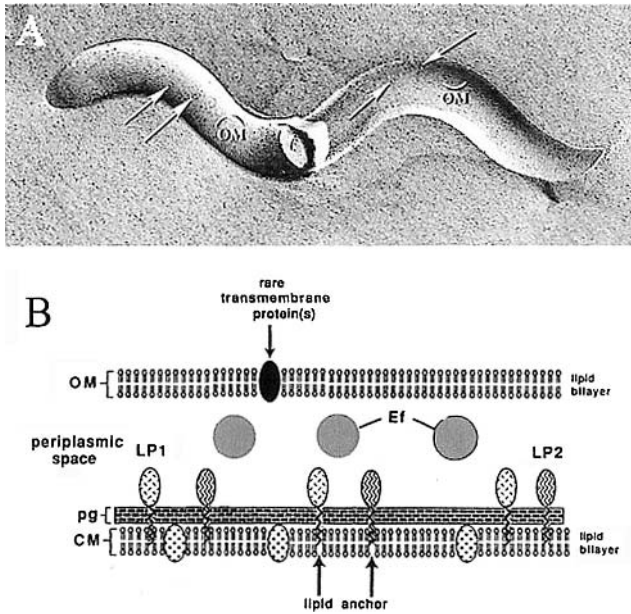 A
OM
OM
B
rare
transmembrane
protein(s)
OM
lipid
bilayer
Ef
periplasmic
space
LP1
LP2
pg
CM
lipid
bilayer
lipid anchor